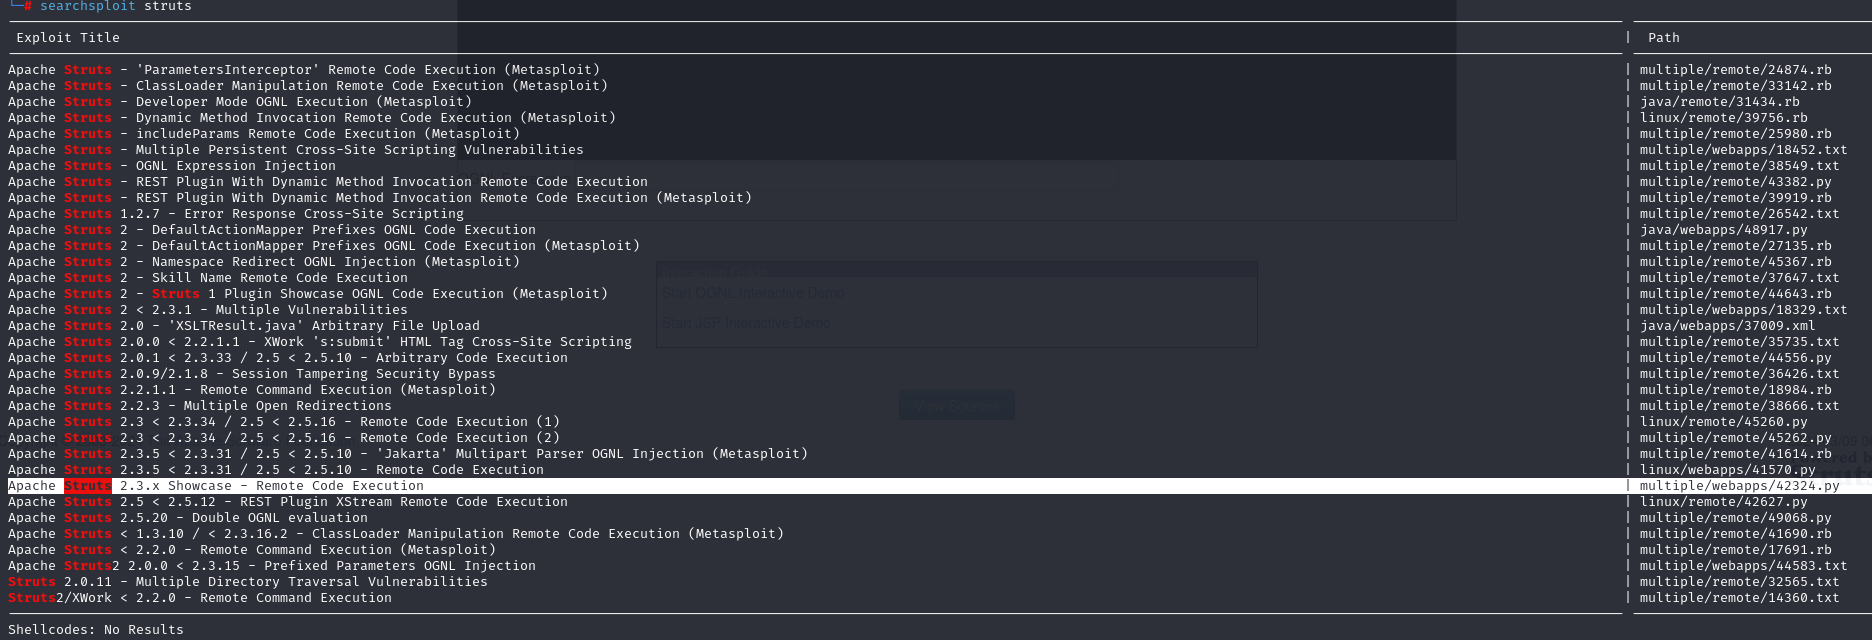 └─# searchsploit struts
Exploit Title | Path
Apache Struts - 'ParametersInterceptor' Remote Code Execution (Metasploit) | multiple/remote/24874.rb
Apache Struts - ClassLoader Manipulation Remote Code Execution (Metasploit) | multiple/remote/33142.rb
Apache Struts - Developer Mode OGNL Execution (Metasploit) | java/remote/31434.rb
Apache Struts - Dynamic Method Invocation Remote Code Execution (Metasploit) | linux/remote/39756.rb
Apache Struts - includeParams Remote Code Execution (Metasploit) | multiple/remote/25980.rb
Apache Struts - Multiple Persistent Cross-Site Scripting Vulnerabilities | multiple/webapps/18452.txt
Apache Struts - OGNL Expression Injection | multiple/remote/38549.txt
Apache Struts - REST Plugin With Dynamic Method Invocation Remote Code Execution | multiple/remote/43382.py
Apache Struts - REST Plugin With Dynamic Method Invocation Remote Code Execution (Metasploit) | multiple/remote/39919.rb
Apache Struts 1.2.7 - Error Response Cross-Site Scripting | multiple/remote/26542.txt
Apache Struts 2 - DefaultActionMapper Prefixes OGNL Code Execution | java/webapps/48917.py
Apache Struts 2 - DefaultActionMapper Prefixes OGNL Code Execution (Metasploit) | multiple/remote/27135.rb
Apache Struts 2 - Namespace Redirect OGNL Injection (Metasploit) | multiple/remote/45367.rb
Apache Struts 2 - Skill Name Remote Code Execution | multiple/remote/37647.txt
Apache Struts 2 - Struts 1 Plugin Showcase OGNL Code Execution (Metasploit) | multiple/remote/44643.rb
Apache Struts 2 < 2.3.1 - Multiple Vulnerabilities | multiple/webapps/18329.txt
Apache Struts 2.0 - 'XSLTResult.java' Arbitrary File Upload | java/webapps/37009.xml
Apache Struts 2.0.0 < 2.2.1.1 - XWork 's:submit' HTML Tag Cross-Site Scripting | multiple/remote/35735.txt
Apache Struts 2.0.1 < 2.3.33 / 2.5 < 2.5.10 - Arbitrary Code Execution | multiple/remote/44556.py
Apache Struts 2.0.9/2.1.8 - Session Tampering Security Bypass | multiple/remote/36426.txt
Apache Struts 2.2.1.1 - Remote Command Execution (Metasploit) | multiple/remote/18984.rb
Apache Struts 2.2.3 - Multiple Open Redirections | multiple/remote/38666.txt
Apache Struts 2.3 < 2.3.34 / 2.5 < 2.5.16 - Remote Code Execution (1) | linux/remote/45260.py
Apache Struts 2.3 < 2.3.34 / 2.5 < 2.5.16 - Remote Code Execution (2) | multiple/remote/45262.py
Apache Struts 2.3.5 < 2.3.31 / 2.5 < 2.5.10 - 'Jakarta' Multipart Parser OGNL Injection (Metasploit) | multiple/remote/41614.rb
Apache Struts 2.3.5 < 2.3.31 / 2.5 < 2.5.10 - Remote Code Execution | linux/webapps/41570.py
Apache Struts 2.3.x Showcase - Remote Code Execution | multiple/webapps/42324.py
Apache Struts 2.5 < 2.5.12 - REST Plugin XStream Remote Code Execution | linux/remote/42627.py
Apache Struts 2.5.20 - Double OGNL evaluation | multiple/remote/49068.py
Apache Struts < 1.3.10 / < 2.3.16.2 - ClassLoader Manipulation Remote Code Execution (Metasploit) | multiple/remote/41690.rb
Apache Struts < 2.2.0 - Remote Command Execution (Metasploit) | multiple/remote/17691.rb
Apache Struts2 2.0.0 < 2.3.15 - Prefixed Parameters OGNL Injection | multiple/webapps/44583.txt
Struts 2.0.11 - Multiple Directory Traversal Vulnerabilities | multiple/remote/32565.txt
Struts2/XWork < 2.2.0 - Remote Command Execution | multiple/remote/14360.txt
Shellcodes: No Results
Start OGNL Interactive Demo
Start JSP Interactive Demo
View Sources